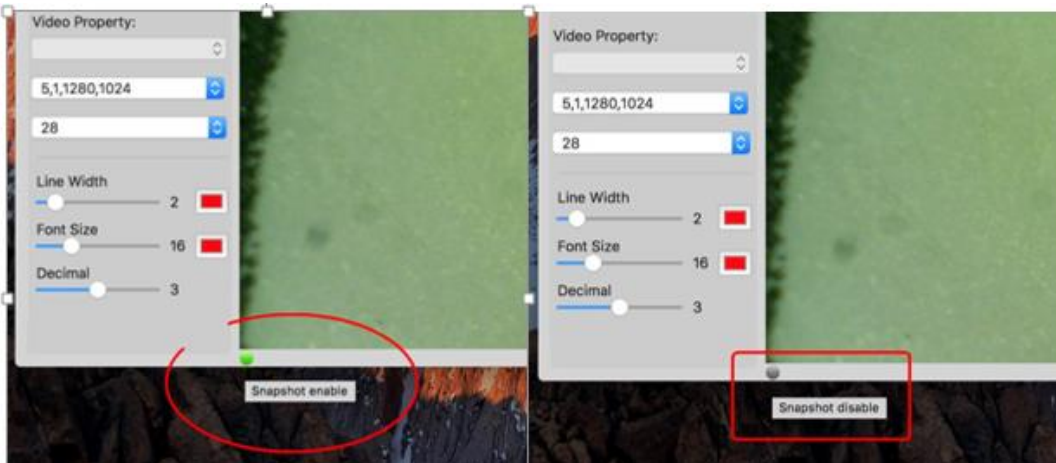 Video Property:
5,1,1280,1024
28
Line Width
2
Font Size
16
Decimal
3
Snapshot enable
Video Property:
5,1,1280,1024
28
Line Width
2
Font Size
16
Decimal
3
Snapshot disable